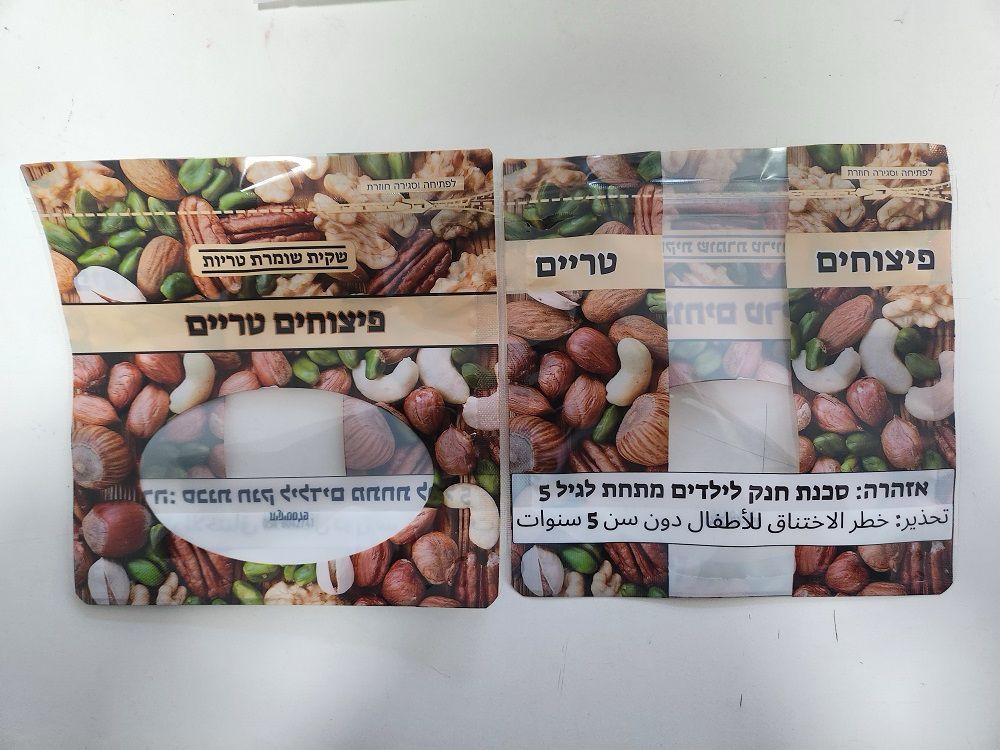 לפתיחה וסגירה חוזרת
שקית שומרת טריות
פיצוחים טריים
לפתיחה וסגירה חוזרת
פיצוחים טריים
אזהרה: סכנת חנק לילדים מתחת לגיל 5
تحذير: خطر الاختناق للأطفال دون سن 5 سنوات